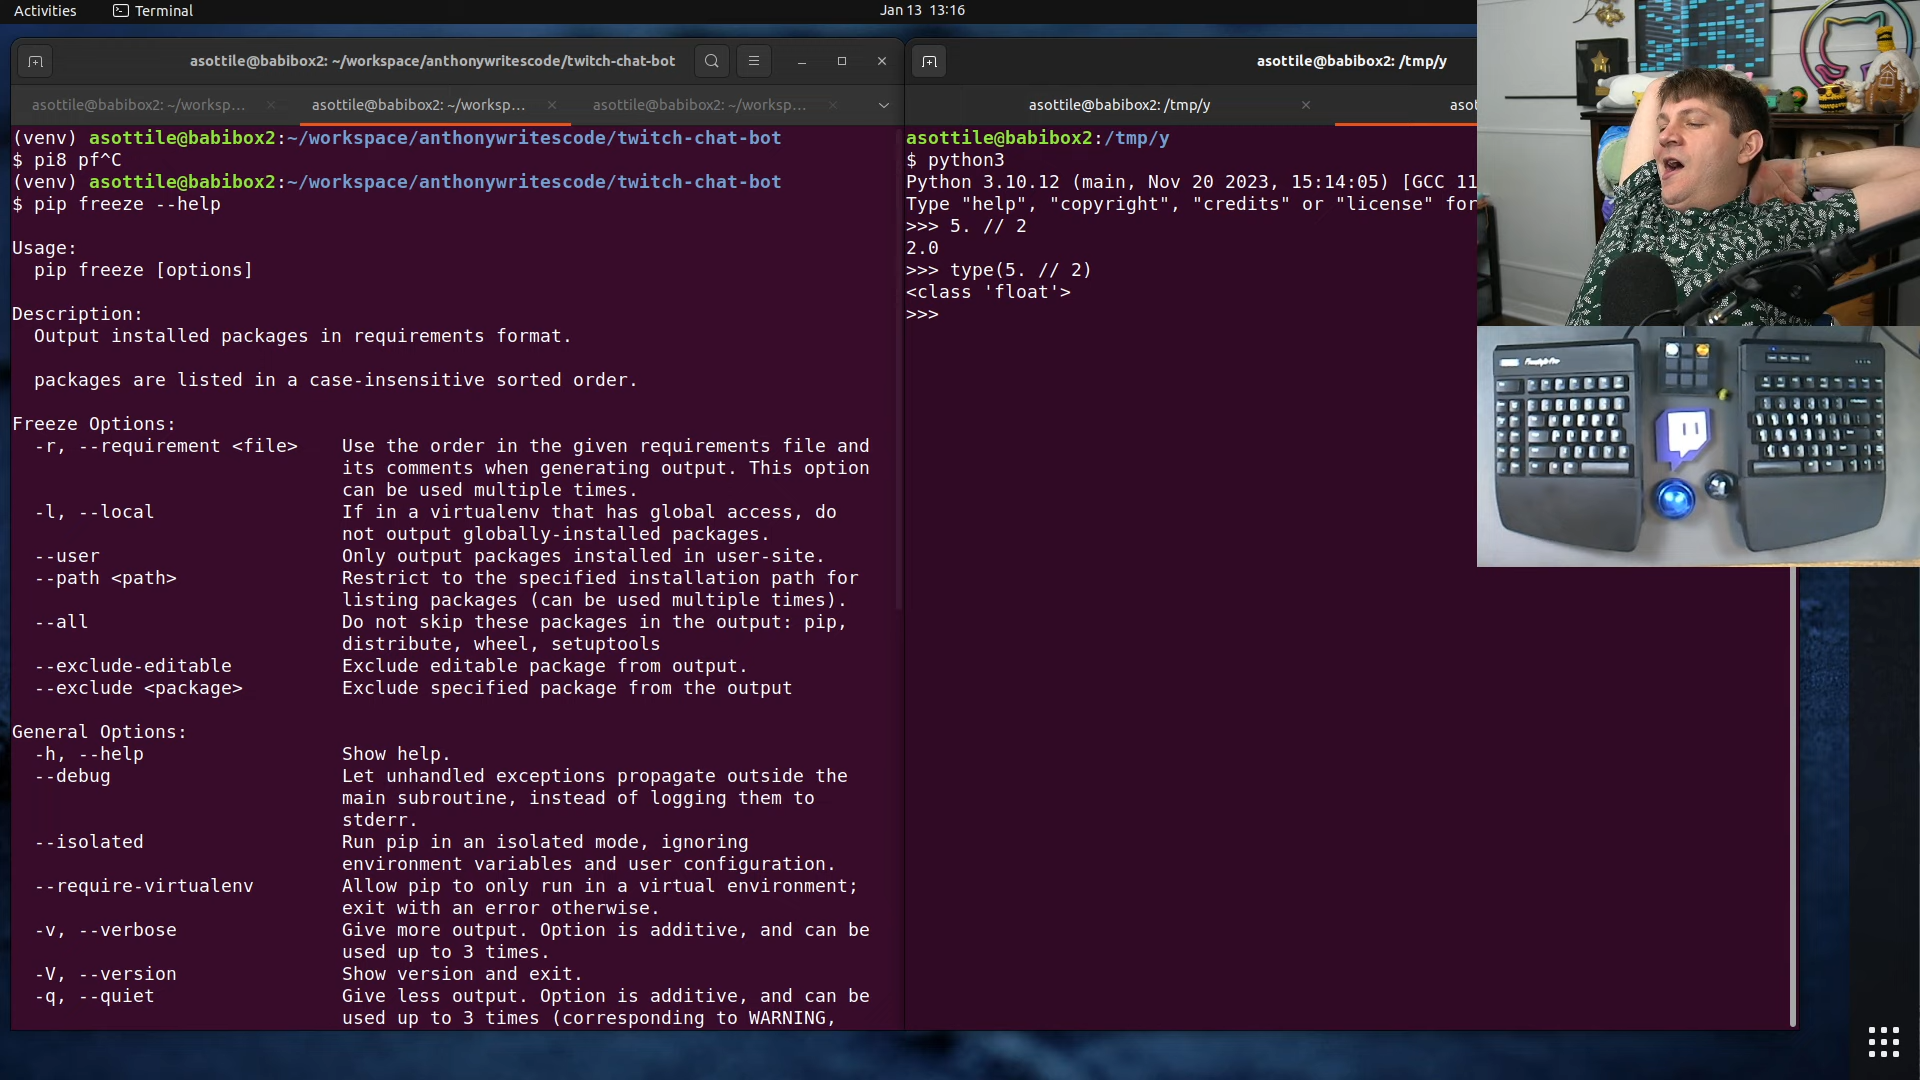 Activities
Terminal
Jan 13 13:16
asottile@babibox2: ~/workspace/anthonywritescode/twitch-chat-bot
asottile@babibox2: ~/worksp...
asottile@babibox2: ~/worksp...
asottile@babibox2: ~/worksp...
(venv) asottile@babibox2:~/workspace/anthonywritescode/twitch-chat-bot
$ pi8 pf^C
(venv) asottile@babibox2:~/workspace/anthonywritescode/twitch-chat-bot
$ pip freeze --help
Usage:
pip freeze [options]
Description:
Output installed packages in requirements format.
packages are listed in a case-insensitive sorted order.
Freeze Options:
-r, --requirement <file> Use the order in the given requirements file and
its comments when generating output. This option
can be used multiple times.
-l, --local If in a virtualenv that has global access, do
not output globally-installed packages.
--user Only output packages installed in user-site.
--path <path> Restrict to the specified installation path for
listing packages (can be used multiple times).
--all Do not skip these packages in the output: pip,
distribute, wheel, setuptools
--exclude-editable Exclude editable package from output.
--exclude <package> Exclude specified package from the output
General Options:
-h, --help Show help.
--debug Let unhandled exceptions propagate outside the
main subroutine, instead of logging them to
stderr.
--isolated Run pip in an isolated mode, ignoring
environment variables and user configuration.
--require-virtualenv Allow pip to only run in a virtual environment;
exit with an error otherwise.
-v, --verbose Give more output. Option is additive, and can be
used up to 3 times.
-V, --version Show version and exit.
-q, --quiet Give less output. Option is additive, and can be
used up to 3 times (corresponding to WARNING,
asottile@babibox2: /tmp/y
asottile@babibox2: /tmp/y
asot
asottile@babibox2:/tmp/y
$ python3
Python 3.10.12 (main, Nov 20 2023, 15:14:05) [GCC 11
Type "help", "copyright", "credits" or "license" for
>>> 5. // 2
2.0
>>> type(5. // 2)
<class 'float'>
>>>